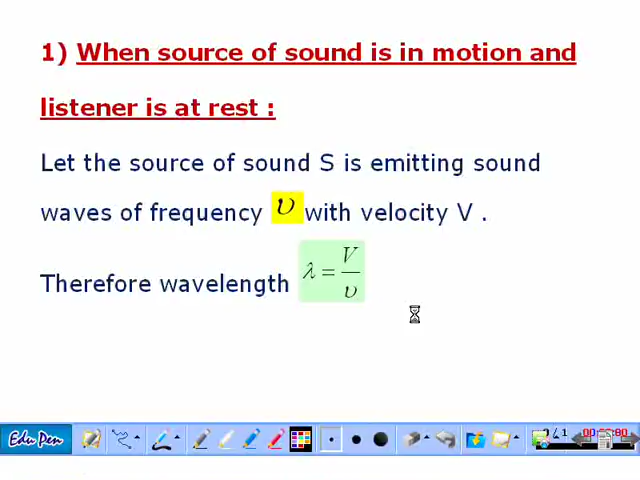 1) When source of sound is in motion and
listener is at rest :
Let the source of sound S is emitting sound
waves of frequency υ with velocity V .
Therefore wavelength λ = V/υ
Edu Pen